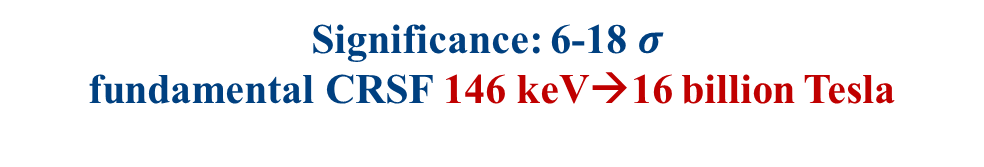 Significance: 6-18 σ
fundamental CRSF 146 keV→16 billion Tesla